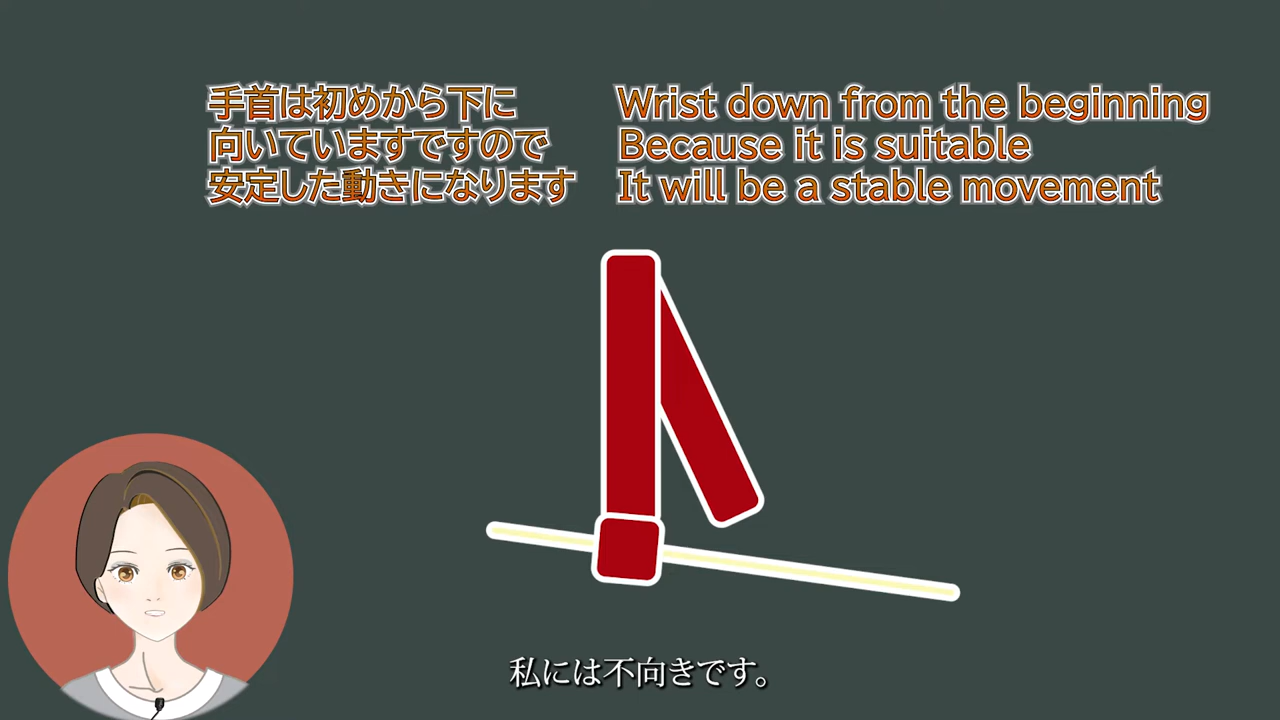 手首は初めから下に
向いていますですので
安定した動きになります
Wrist down from the beginning
Because it is suitable
It will be a stable movement
私には不向きです。